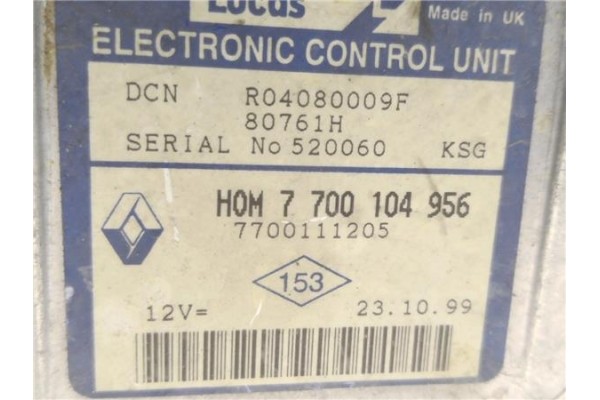 Lucas
Made in UK
ELECTRONIC CONTROL UNIT
DCN R04080009F
80761H
SERIAL No 520060 KSG
HOM 7 700 104 956
7700111205
153
12V= 23.10.99